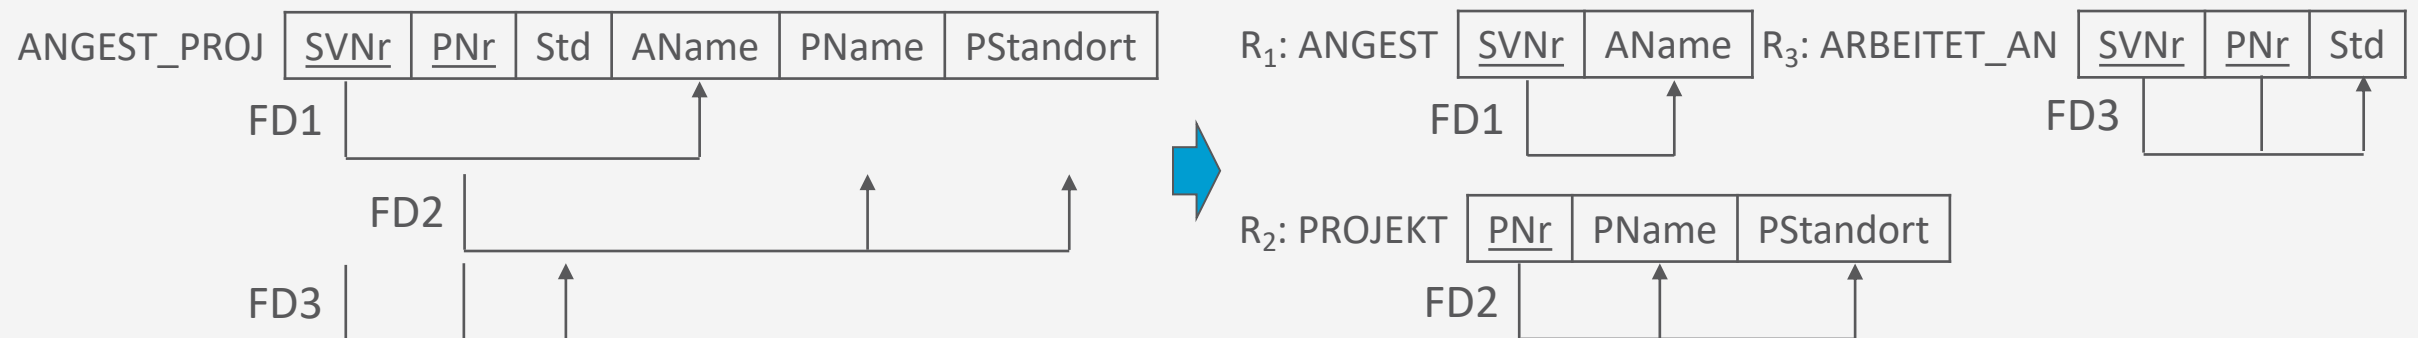 ANGEST_PROJ SVNr PNr Std AName PName PStandort
FD1
FD2
FD3
R₁: ANGEST SVNr AName
FD1
R₃: ARBEITET_AN SVNr PNr Std
FD3
R₂: PROJEKT PNr PName PStandort
FD2